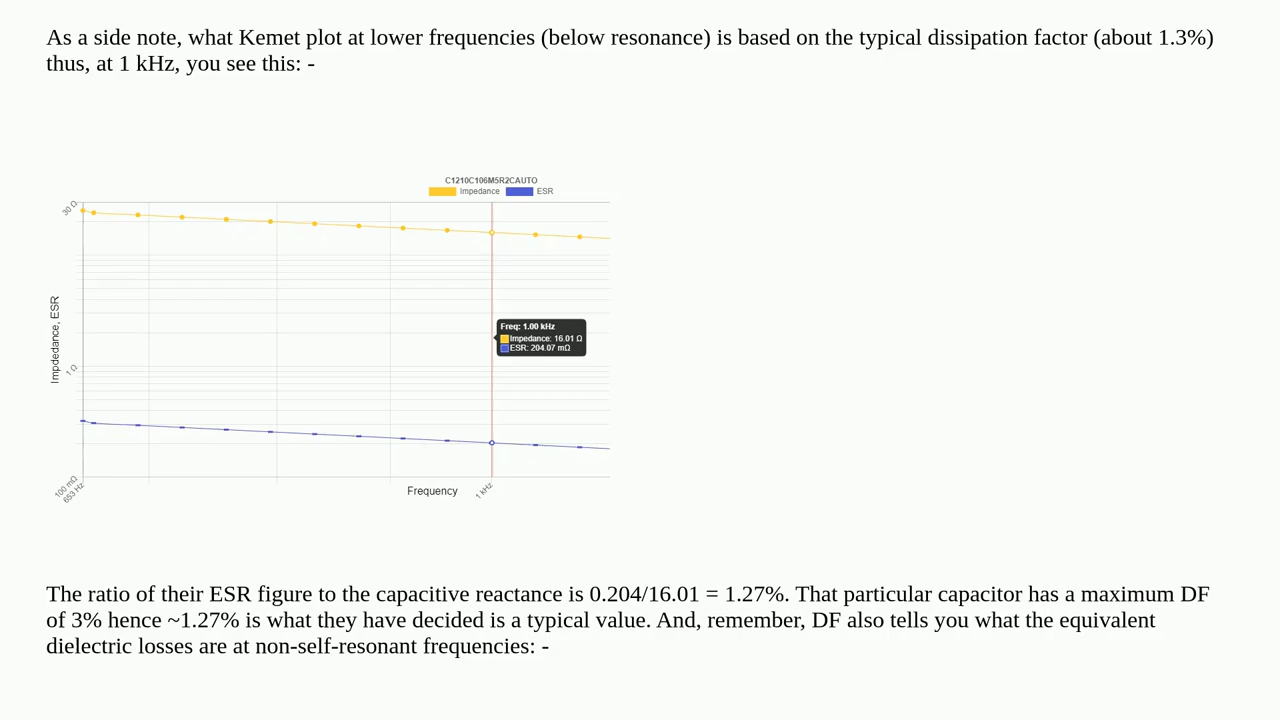 As a side note, what Kemet plot at lower frequencies (below resonance) is based on the typical dissipation factor (about 1.3%)
thus, at 1 kHz, you see this: -
C1210C106M5R2CAUTO
Impedance ESR
30 Ω
Impdedance, ESR
Freq: 1.00 kHz
Impedance: 16.01 Ω
ESR: 204.07 mΩ
1 Ω
100 mΩ
653 Hz
Frequency
1 kHz
The ratio of their ESR figure to the capacitive reactance is 0.204/16.01 = 1.27%. That particular capacitor has a maximum DF
of 3% hence ~1.27% is what they have decided is a typical value. And, remember, DF also tells you what the equivalent
dielectric losses are at non-self-resonant frequencies: -